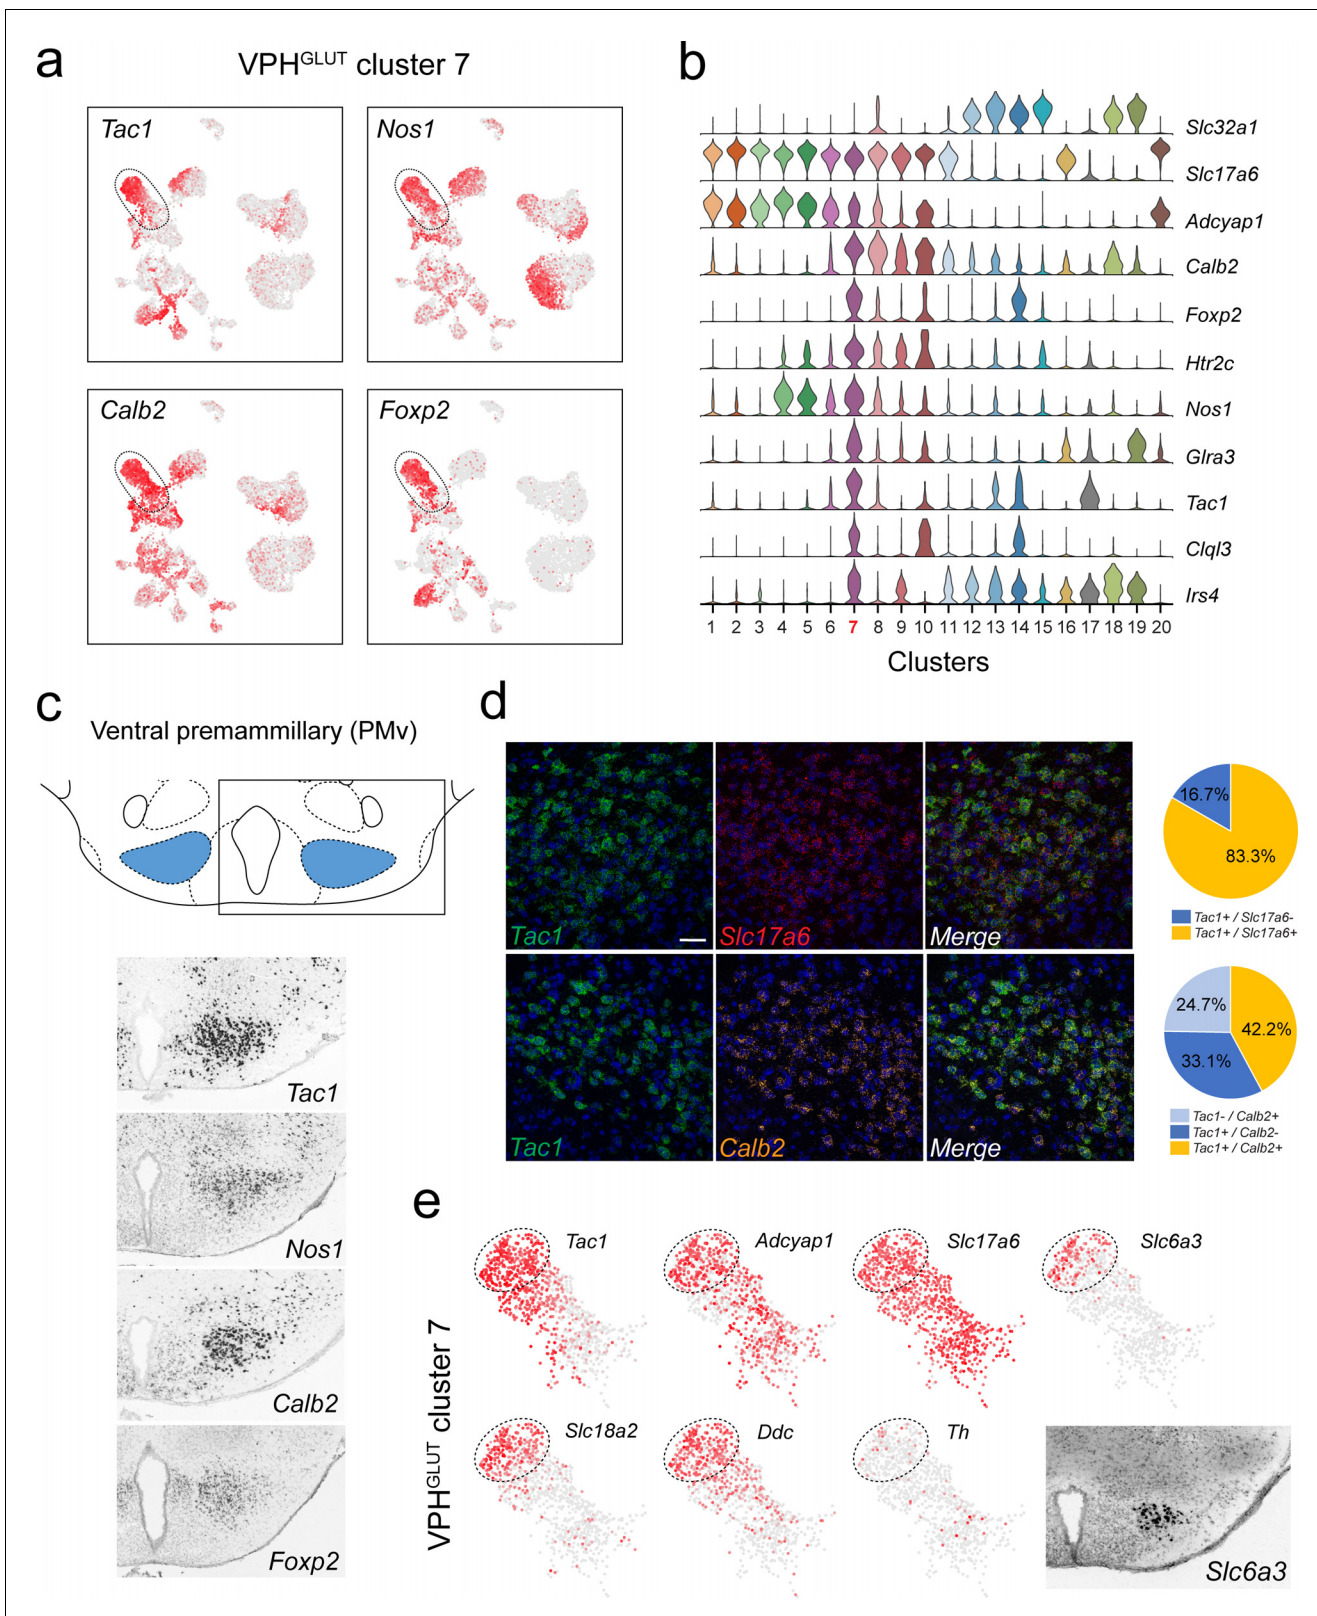 a
VPHGLUT cluster 7
Tac1
Nos1
Calb2
Foxp2
b
Slc32a1
Slc17a6
Adcyap1
Calb2
Foxp2
Htr2c
Nos1
Glra3
Tac1
Clql3
Irs4
1 2 3 4 5 6 7 8 9 10 11 12 13 14 15 16 17 18 19 20
Clusters
c
Ventral premammillary (PMv)
Tac1
Nos1
Calb2
Foxp2
d
Tac1
Slc17a6
Merge
16.7%
83.3%
Tac1+ / Slc17a6-
Tac1+ / Slc17a6+
Tac1
Calb2
Merge
24.7%
42.2%
33.1%
Tac1- / Calb2+
Tac1+ / Calb2-
Tac1+ / Calb2+
e
VPHGLUT cluster 7
Tac1
Adcyap1
Slc17a6
Slc6a3
Slc18a2
Ddc
Th
Slc6a3